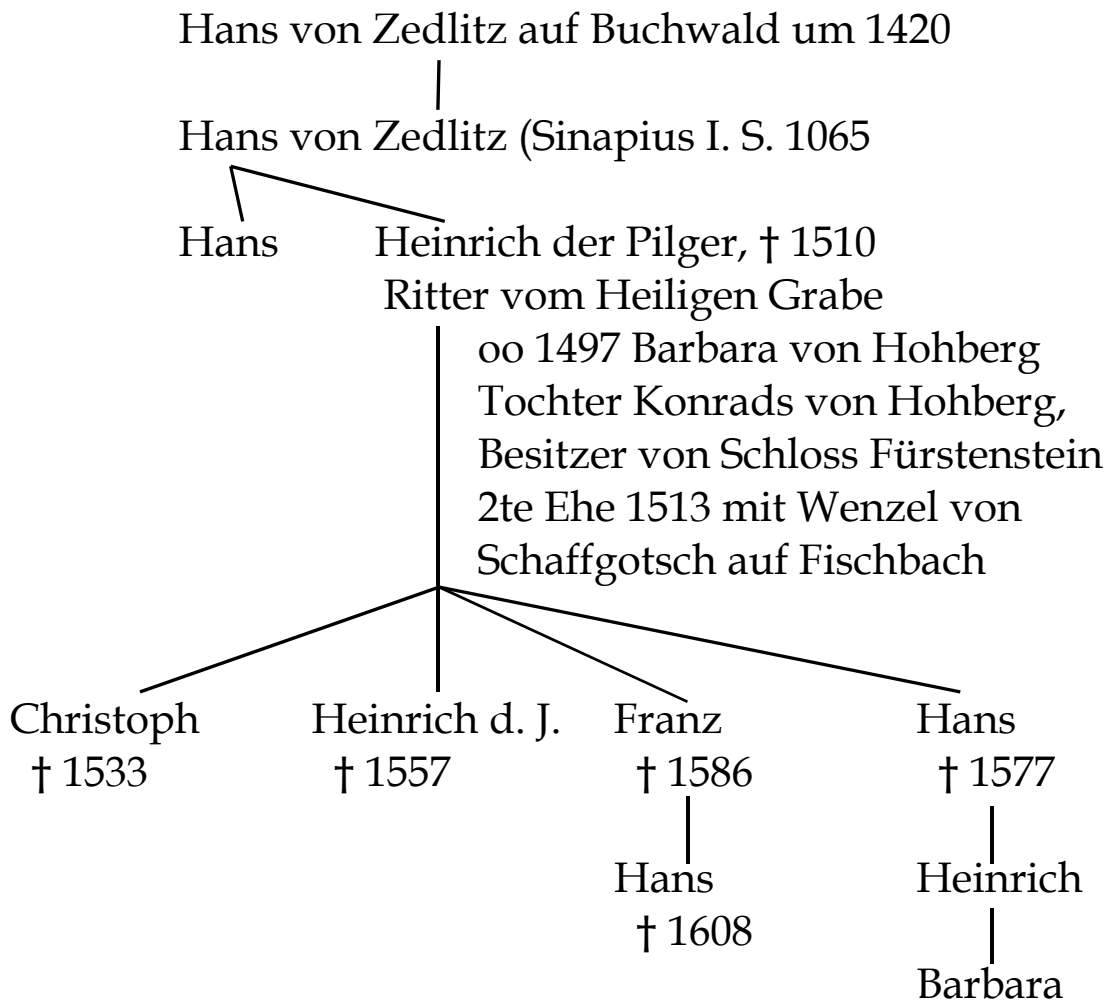 Hans von Zedlitz auf Buchwald um 1420
Hans von Zedlitz (Sinapius I. S. 1065
Hans Heinrich der Pilger, † 1510
Ritter vom Heiligen Grabe
oo 1497 Barbara von Hohberg
Tochter Konrads von Hohberg,
Besitzer von Schloss Fürstenstein
2te Ehe 1513 mit Wenzel von
Schaffgotsch auf Fischbach
Christoph Heinrich d. J. Franz Hans
† 1533 † 1557 † 1586 † 1577
Hans Heinrich
† 1608
Barbara